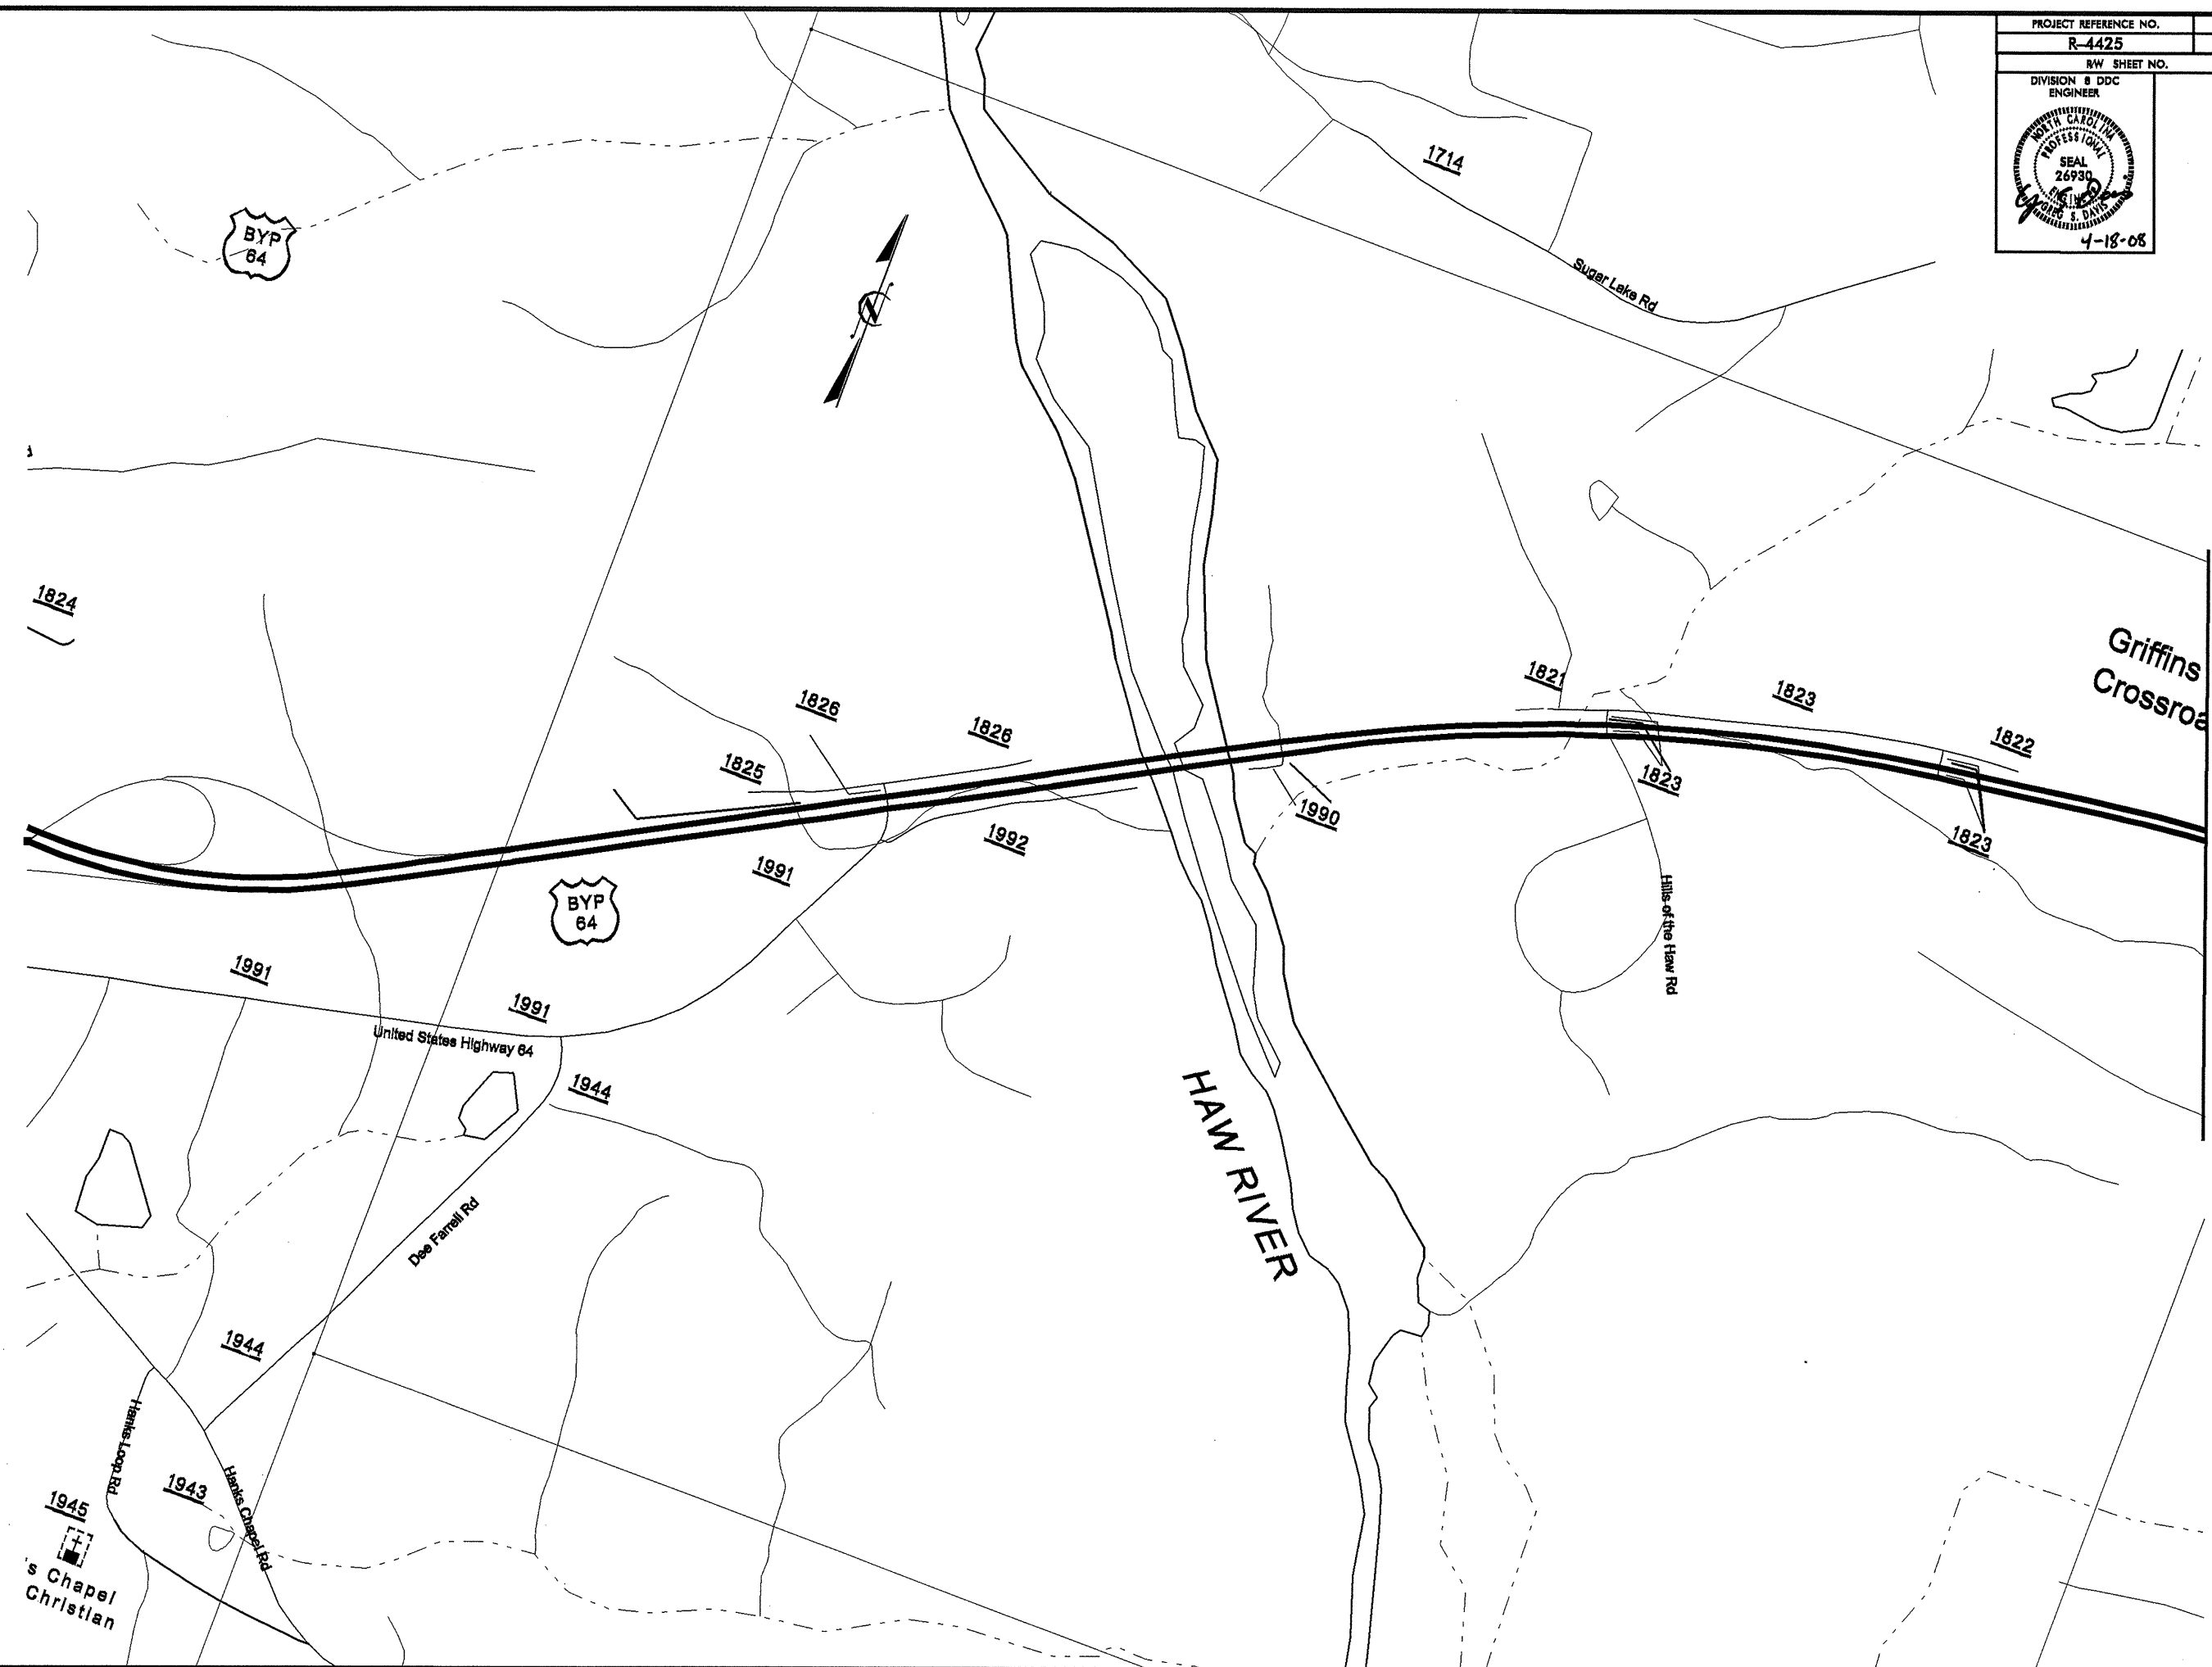 PROJECT REFERENCE NO.
R-4425
R/W SHEET NO.
DIVISION 8 DDC
ENGINEER
NORTH CAROLINA
PROFESSIONAL
SEAL
26930
ENGINEER
GREG S. DAVIS
4-18-08
1714
Sugar Lake Rd
BYP
64
N
1824
Griffins
Crossroa
1821
1823
1826
1826
1822
1825
1823
1990
1823
1992
1991
BYP
64
Hills of the Haw Rd
1991
1991
United States Highway 64
1944
HAW RIVER
Dee Farrell Rd
1944
Hanks Loop Rd
1943
Hanks Chapel Rd
1945
's Chapel
Christian